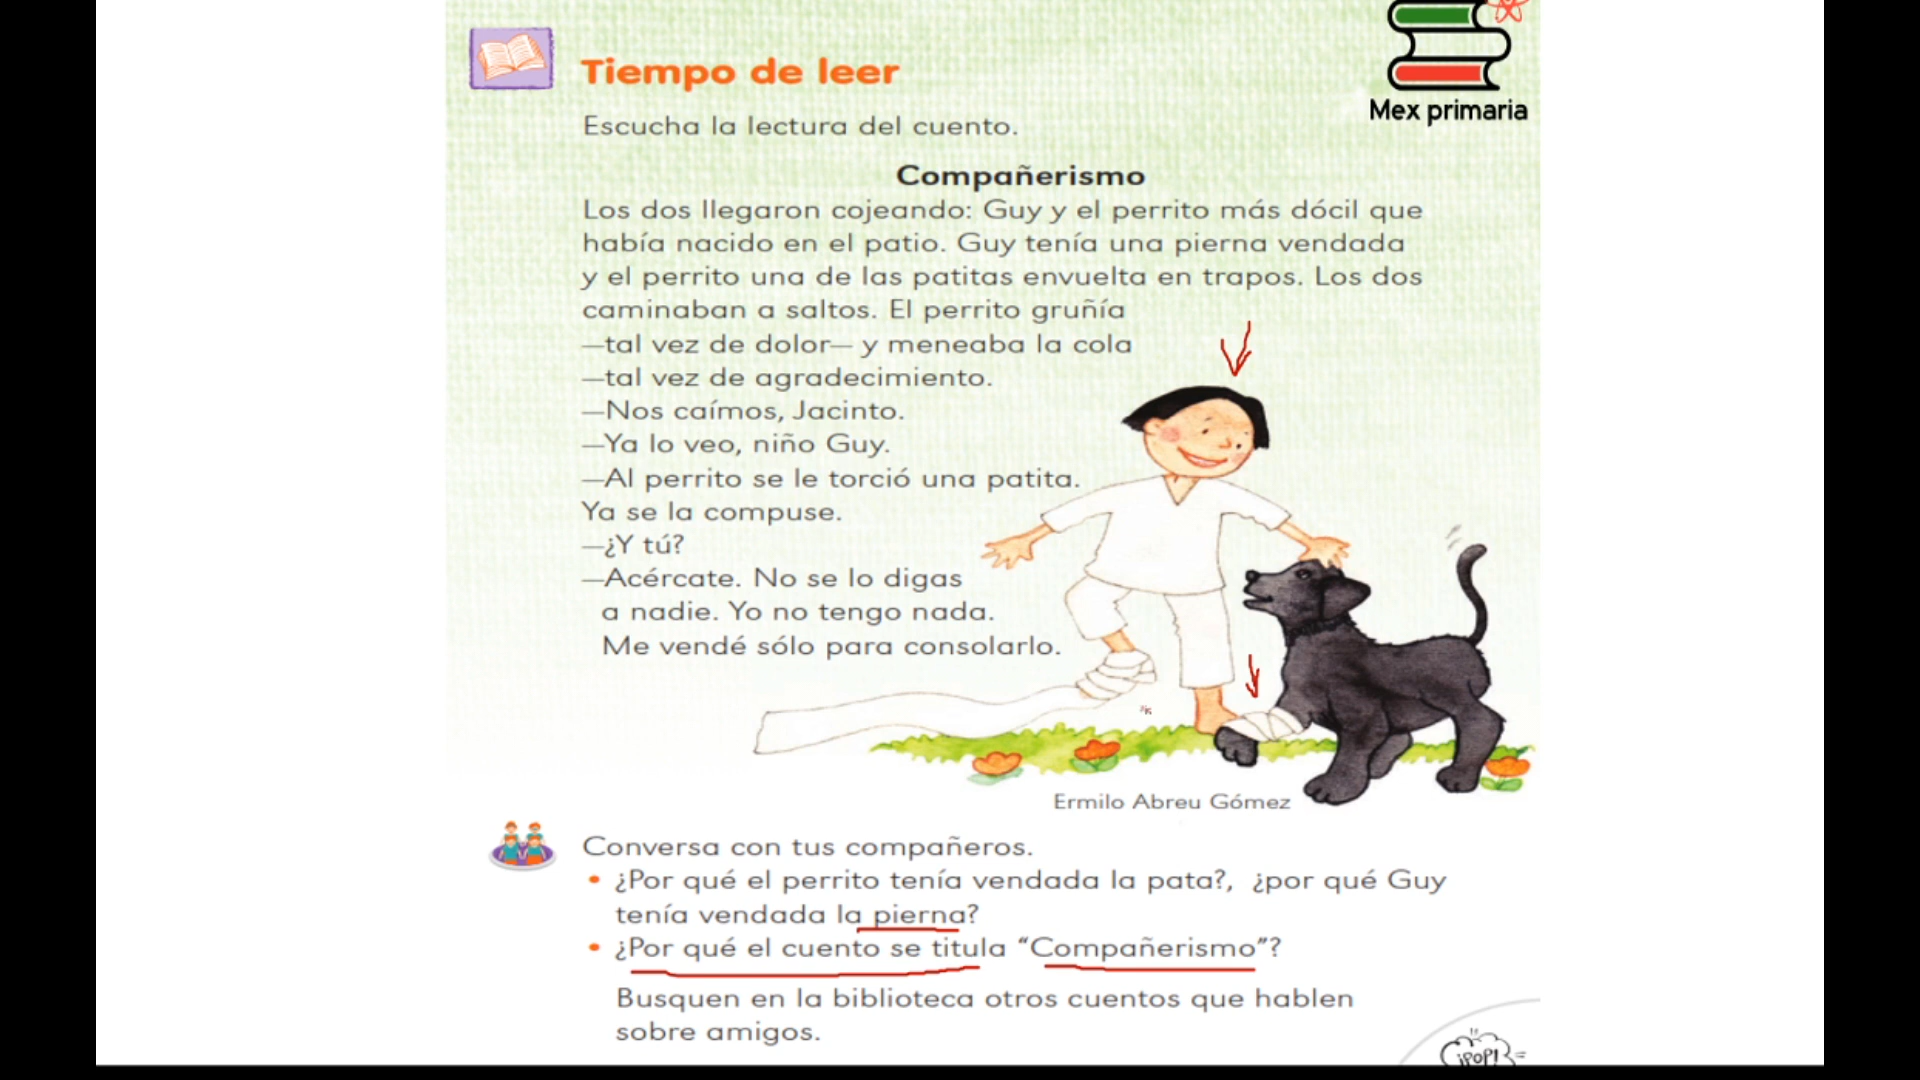 Mex primaria
Tiempo de leer
Escucha la lectura del cuento.
Compañerismo
Los dos llegaron cojeando: Guy y el perrito más dócil que
había nacido en el patio. Guy tenía una pierna vendada
y el perrito una de las patitas envuelta en trapos. Los dos
caminaban a saltos. El perrito gruñía
—tal vez de dolor— y meneaba la cola
—tal vez de agradecimiento.
—Nos caímos, Jacinto.
—Ya lo veo, niño Guy.
—Al perrito se le torció una patita.
Ya se la compuse.
—¿Y tú?
—Acércate. No se lo digas
a nadie. Yo no tengo nada.
Me vendé sólo para consolarlo.
Ermilo Abreu Gómez
Conversa con tus compañeros.
• ¿Por qué el perrito tenía vendada la pata?, ¿por qué Guy
tenía vendada la pierna?
• ¿Por qué el cuento se titula “Compañerismo”?
Busquen en la biblioteca otros cuentos que hablen
sobre amigos.
¡POP!